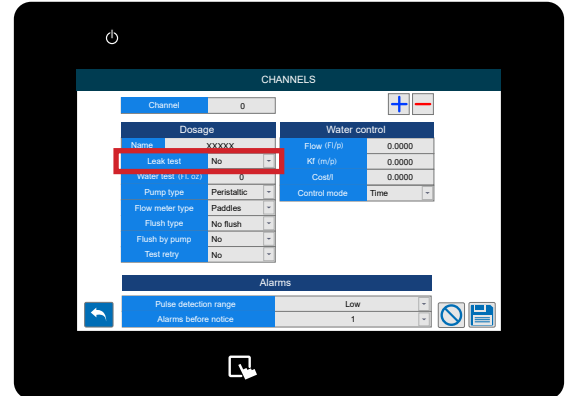 CHANNELS
Channel 0
Dosage
Name XXXXX
Leak test No
Water test (Fl. oz) 0
Pump type Peristaltic
Flow meter type Paddles
Flush type No flush
Flush by pump No
Test retry No
Water control
Flow (Fl/p) 0.0000
Kf (m/p) 0.0000
Cost/l 0.0000
Control mode Time
Alarms
Pulse detection range Low
Alarms before notice 1